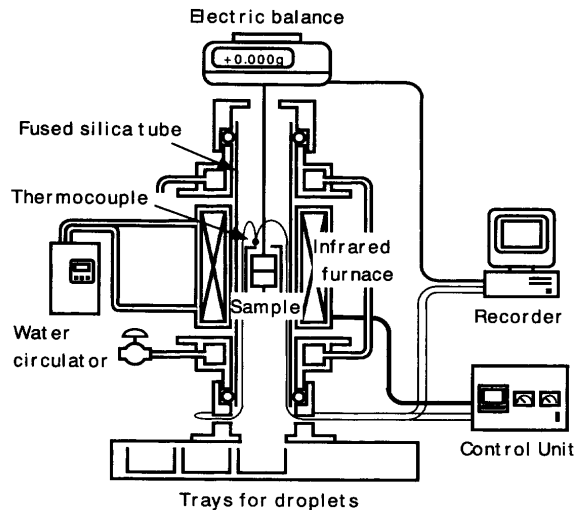 Electric balance
+0.000g
Fused silica tube
Thermocouple
Infrared
furnace
Sample
Recorder
Water
circulator
Control Unit
Trays for droplets